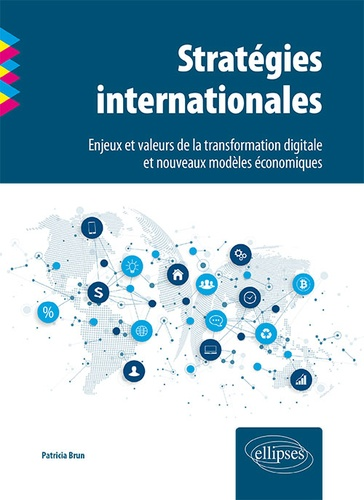 Stratégies
internationales
Enjeux et valeurs de la transformation digitale
et nouveaux modèles économiques
$
%
Patricia Brun
ellipses